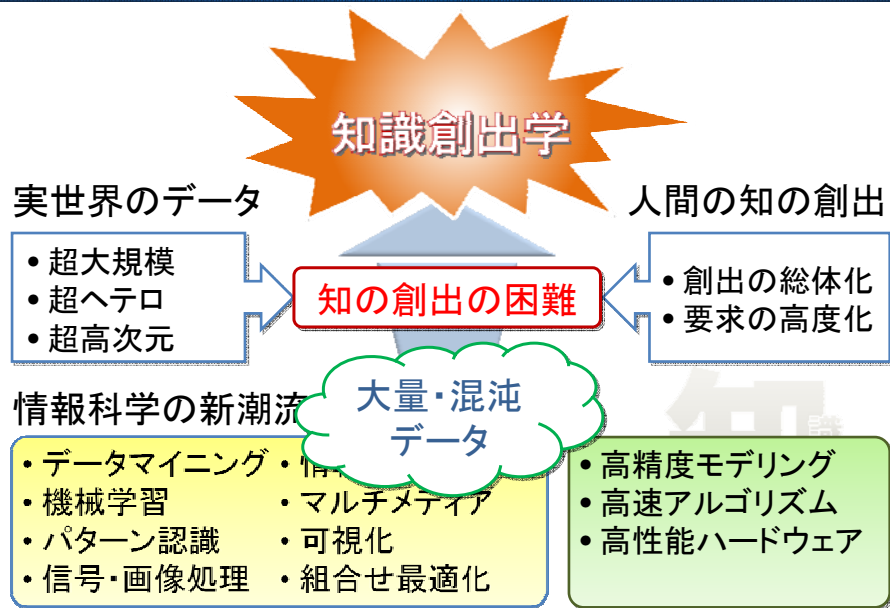 知識創出学
実世界のデータ
• 超大規模
• 超ヘテロ
• 超高次元
知の創出の困難
人間の知の創出
• 創出の総体化
• 要求の高度化
大量・混沌
データ
情報科学の新潮流
・データマイニング
・機械学習
・パターン認識
・信号・画像処理
・情
・マルチメディア
・可視化
・組合せ最適化
• 高精度モデリング
• 高速アルゴリズム
• 高性能ハードウェア
知
識